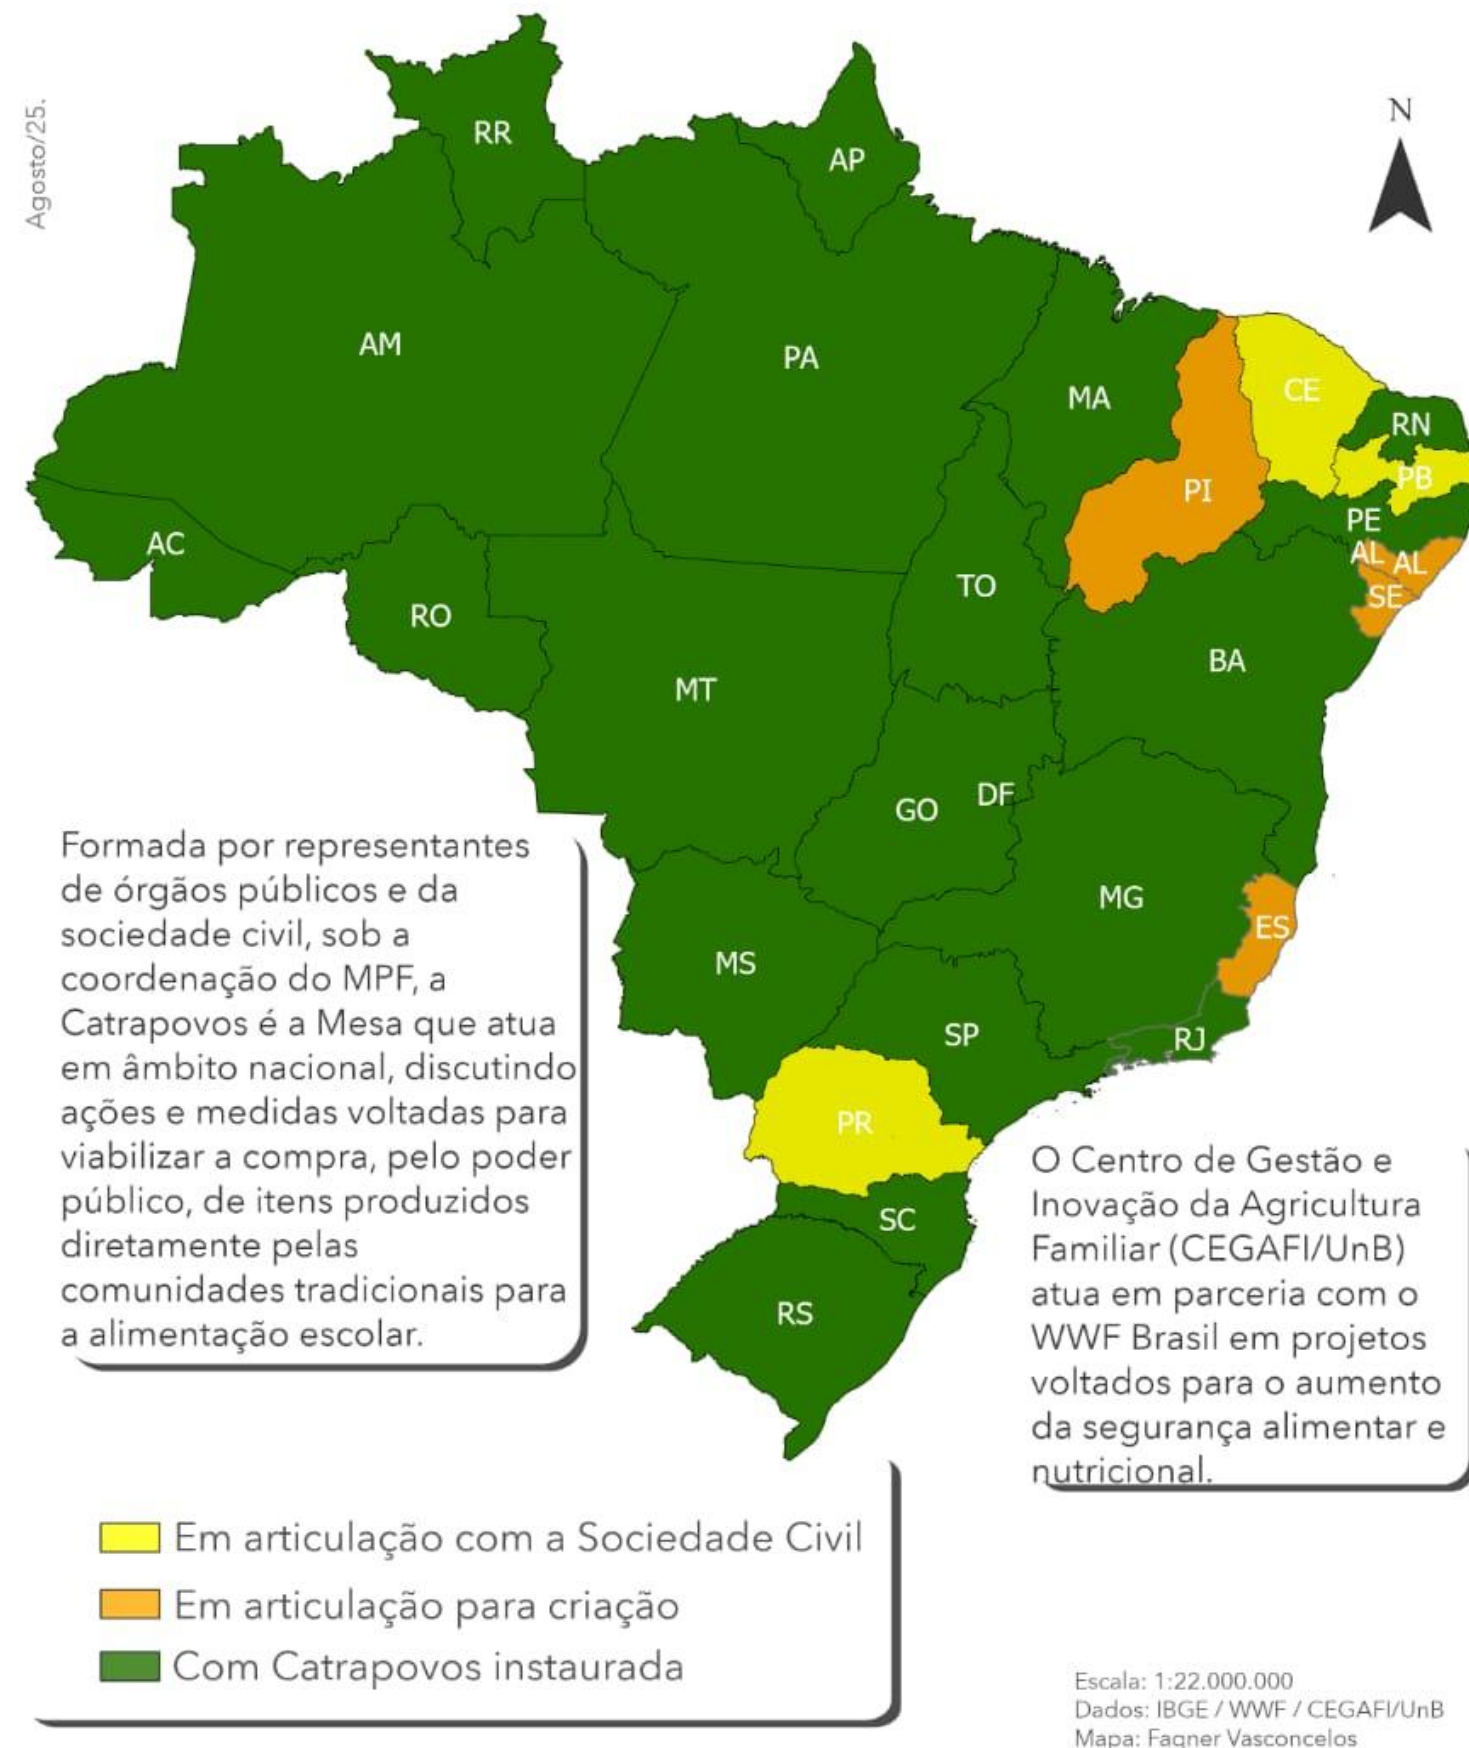 Agosto/25.
N
RR
AP
AM
PA
MA
CE
RN
PB
PI
PE
AL AL
SE
AC
RO
TO
BA
MT
GO
DF
MG
ES
MS
SP
RJ
PR
SC
RS
Formada por representantes
de órgãos públicos e da
sociedade civil, sob a
coordenação do MPF, a
Catrapovos é a Mesa que atua
em âmbito nacional, discutindo
ações e medidas voltadas para
viabilizar a compra, pelo poder
público, de itens produzidos
diretamente pelas
comunidades tradicionais para
a alimentação escolar.
O Centro de Gestão e
Inovação da Agricultura
Familiar (CEGAFI/UnB)
atua em parceria com o
WWF Brasil em projetos
voltados para o aumento
da segurança alimentar e
nutricional.
Em articulação com a Sociedade Civil
Em articulação para criação
Com Catrapovos instaurada
Escala: 1:22.000.000
Dados: IBGE / WWF / CEGAFI/UnB
Mapa: Fagner Vasconcelos